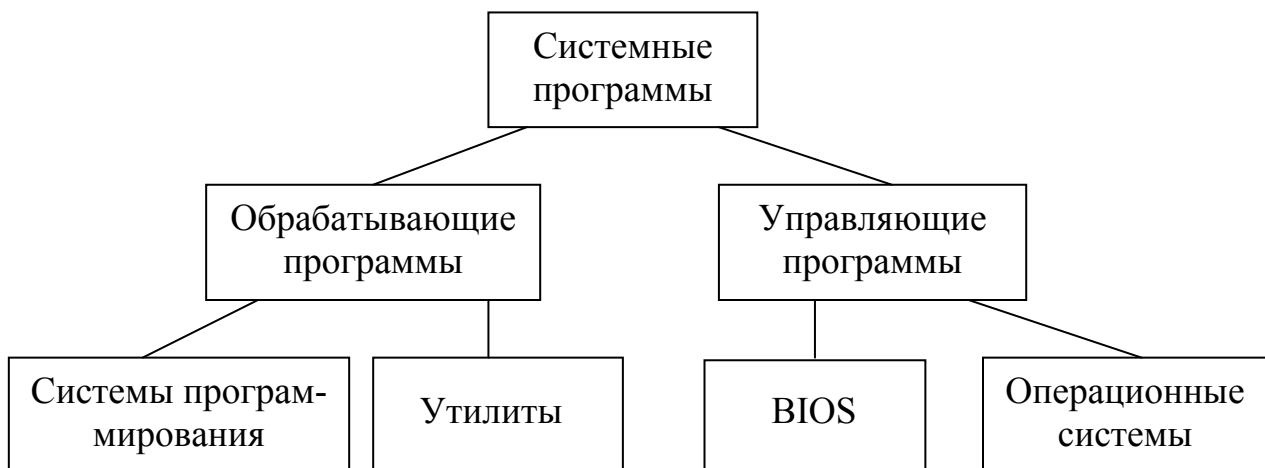 Системные
программы
Обрабатывающие
программы
Управляющие
программы
Системы програм-
мирования
Утилиты
BIOS
Операционные
системы